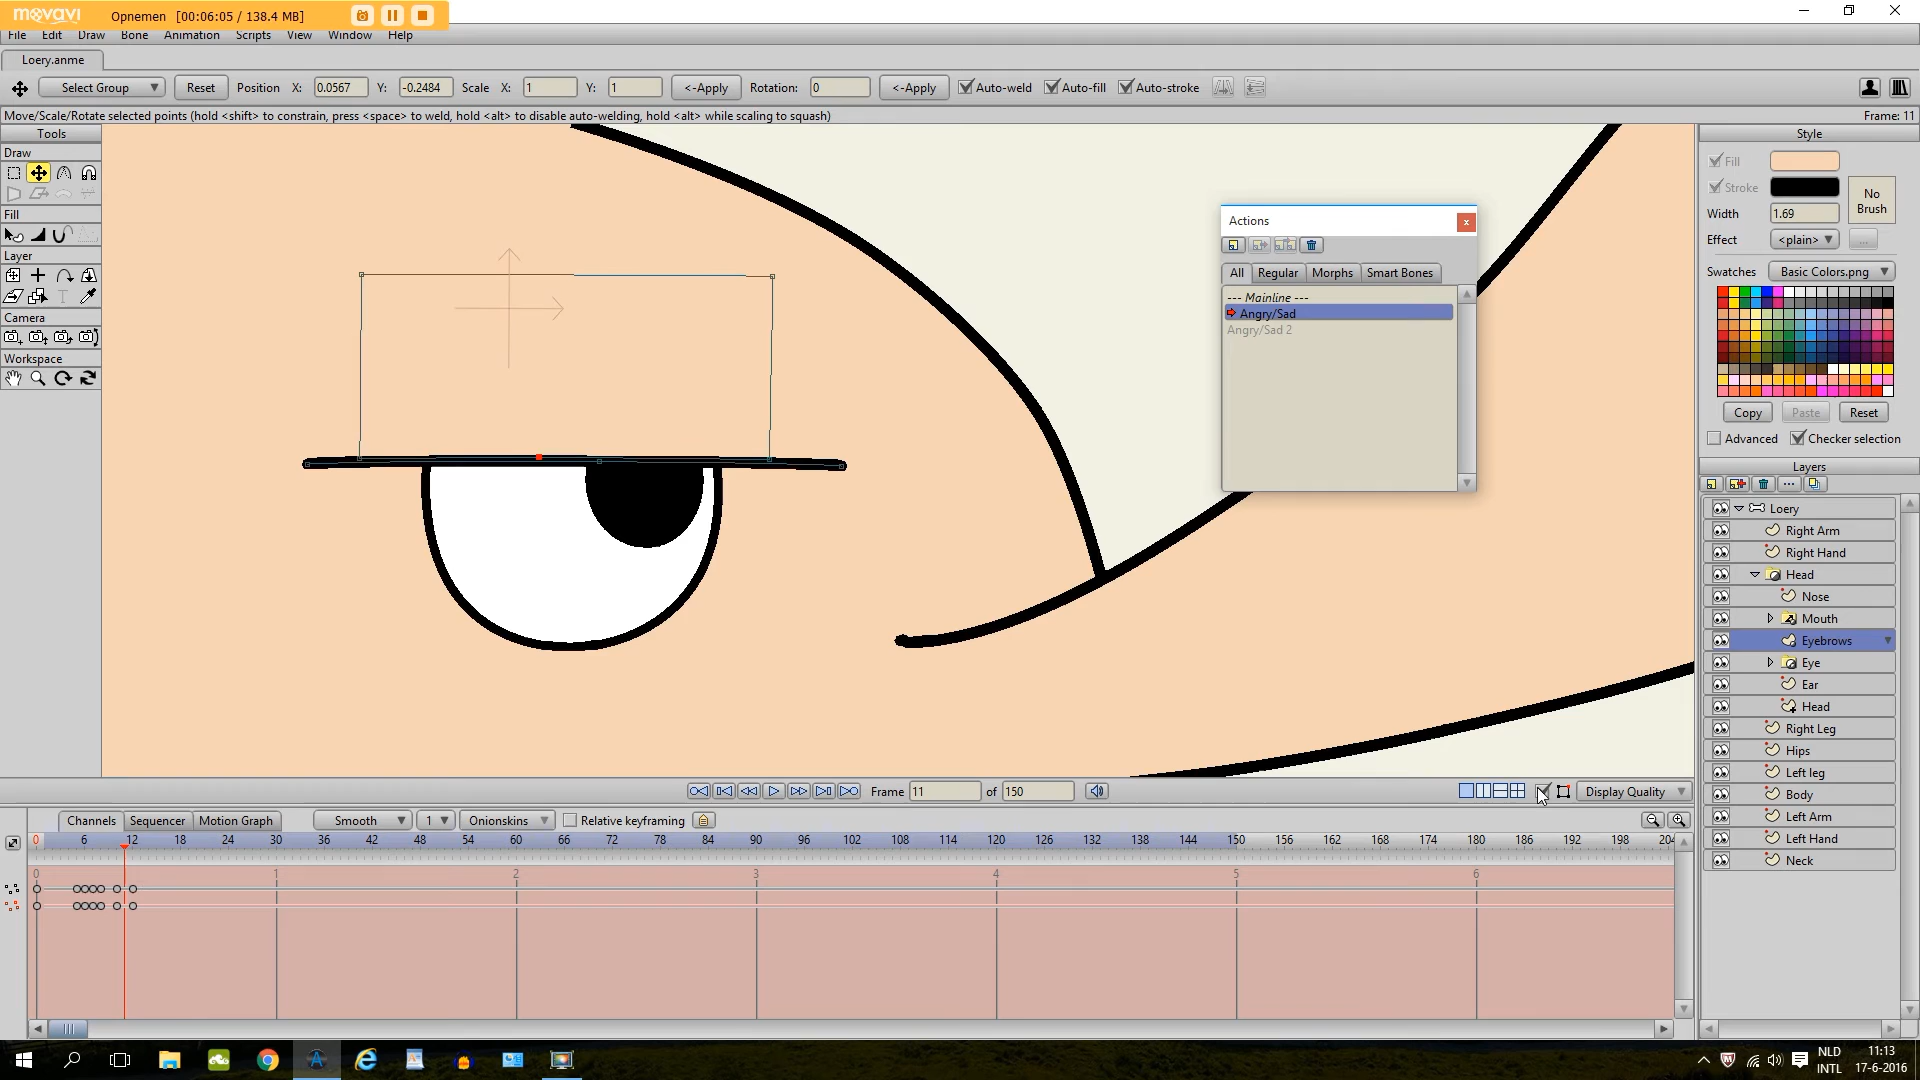 movavi Opnemen [00:06:05 / 138.4 MB]
File Edit Draw Bone Animation Scripts View Window Help
Loery.anme
Select Group Reset Position X: 0.0567 Y: -0.2484 Scale X: 1 Y: 1 <-Apply Rotation: 0 <-Apply Auto-weld Auto-fill Auto-stroke
Move/Scale/Rotate selected points (hold <shift> to constrain, press <space> to weld, hold <alt> to disable auto-welding, hold <alt> while scaling to squash) Frame: 11
Tools
Draw
Fill
Layer
Camera
Workspace
Actions
All Regular Morphs Smart Bones
--- Mainline ---
Angry/Sad
Angry/Sad 2
Style
Fill
Stroke
No Brush
Width 1.69
Effect <plain> ...
Swatches Basic Colors.png
Copy Paste Reset
Advanced Checker selection
Layers
Loery
Right Arm
Right Hand
Head
Nose
Mouth
Eyebrows
Eye
Ear
Head
Right Leg
Hips
Left leg
Body
Left Arm
Left Hand
Neck
Frame 11 of 150 Display Quality
Channels Sequencer Motion Graph Smooth 1 Onionskins Relative keyframing
0 6 12 18 24 30 36 42 48 54 60 66 72 78 84 90 96 102 108 114 120 126 132 138 144 150 156 162 168 174 180 186 192 198 204
0 1 2 3 4 5 6
NLD 11:13
INTL 17-6-2016